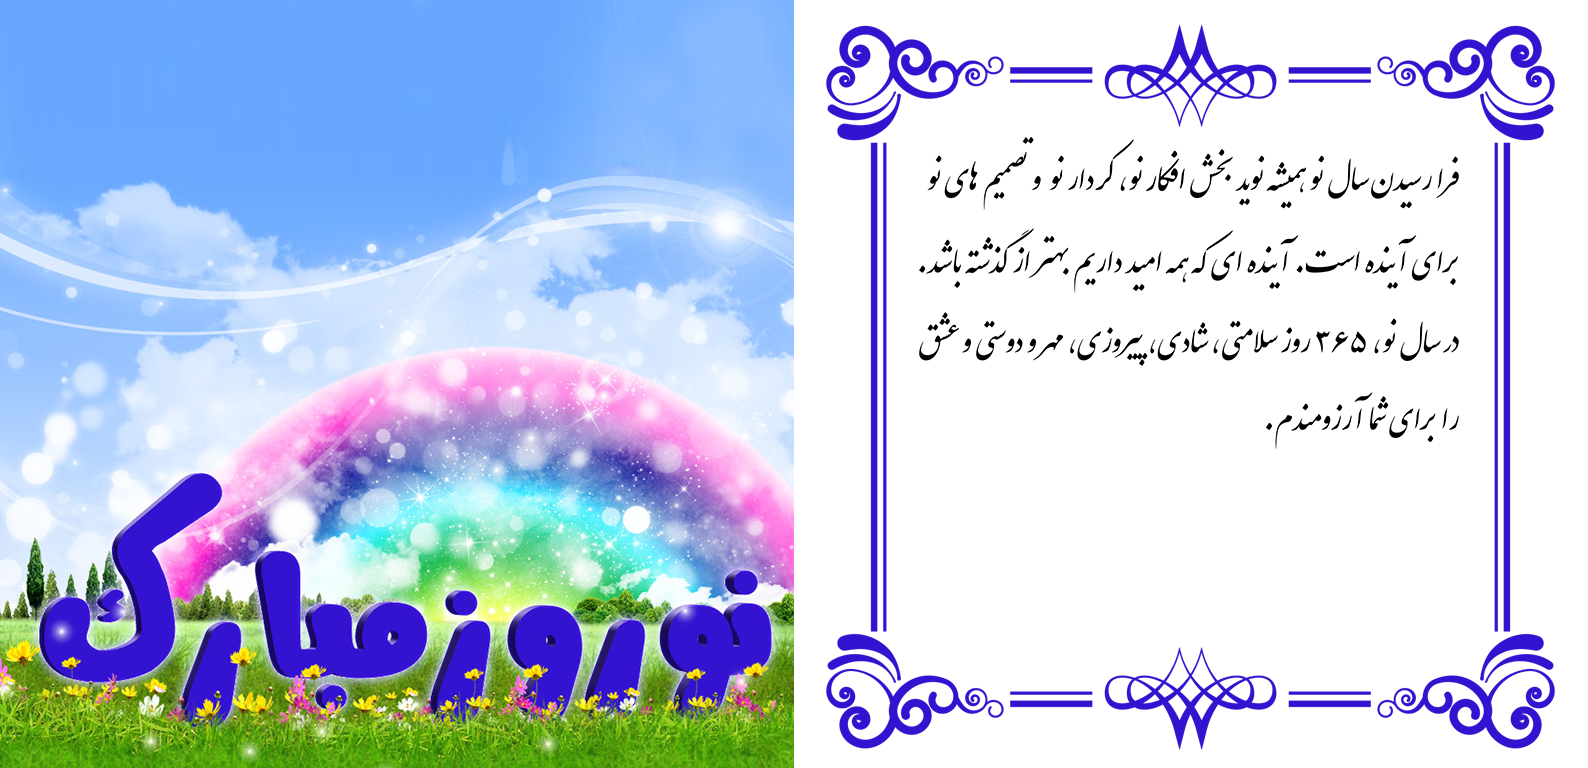 نوروز مبارک
فرا رسیدن سال نو همیشه نوید بخش افکار نو، کردار نو و تصمیم های نو
برای آینده است. آینده ای که همه امید داریم بهتر از گذشته باشد.
در سال نو، ۳۶۵ روز سلامتی، شادی، پیروزی، مهر و دوستی و عشق
را برای شما آرزومندم.